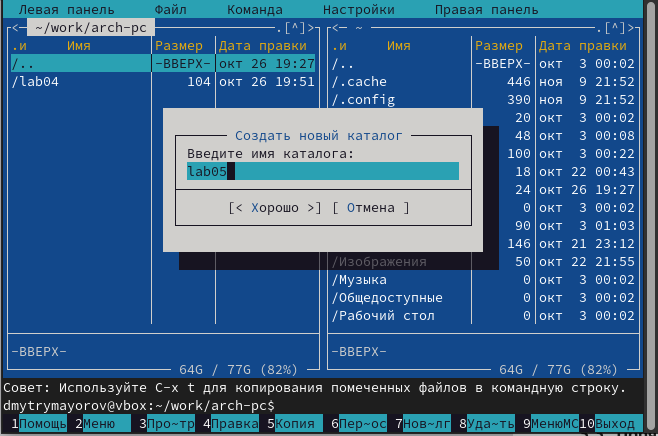 Левая панель Файл Команда Настройки Правая панель
<─ ~/work/arch-pc .[^]> <─ ~ .[^]>
.и Имя Размер Дата правки .и Имя Размер Дата правки
/.. -ВВЕРХ- окт 26 19:27 /.. -ВВЕРХ- окт 3 00:02
/lab04 104 окт 26 19:51 /.cache 446 ноя 9 21:52
/.config 390 ноя 9 21:52
20 окт 3 00:02
Создать новый каталог 48 окт 3 00:08
Введите имя каталога: 100 окт 3 00:22
lab05 18 окт 22 00:43
24 окт 26 19:27
[< Хорошо >] [ Отмена ] 0 окт 3 00:02
90 окт 3 01:03
146 окт 21 23:12
/Изображения 50 окт 22 21:55
/Музыка 0 окт 3 00:02
/Общедоступные 0 окт 3 00:02
/Рабочий стол 0 окт 3 00:02
-ВВЕРХ- -ВВЕРХ-
64G / 77G (82%) 64G / 77G (82%)
Совет: Используйте C-x t для копирования помеченных файлов в командную строку.
dmytrymayorov@vbox:~/work/arch-pc$
1Помощь 2Меню 3Про~тр 4Правка 5Копия 6Пер~ос 7Нов~лг 8Уда~ть 9МенюMC 10Выход